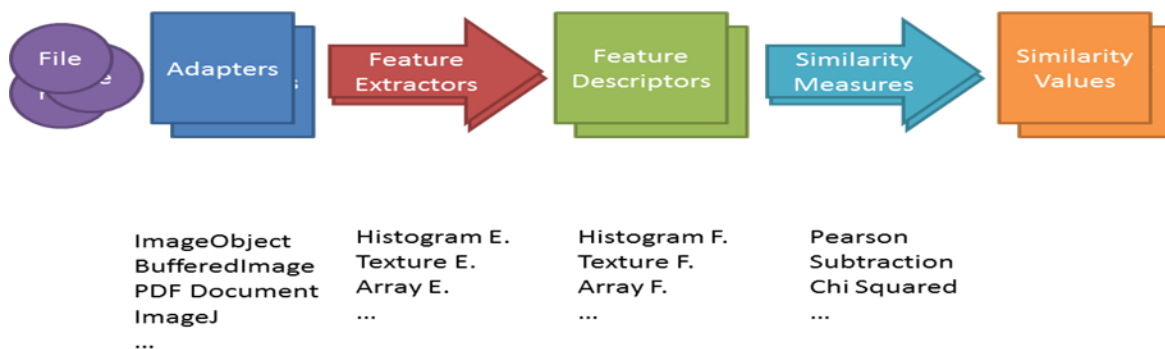 File
Adapters
Feature
Extractors
Feature
Descriptors
Similarity
Measures
Similarity
Values
ImageObject
BufferedImage
PDF Document
ImageJ
...
Histogram E.
Texture E.
Array E.
...
Histogram F.
Texture F.
Array F.
...
Pearson
Subtraction
Chi Squared
...